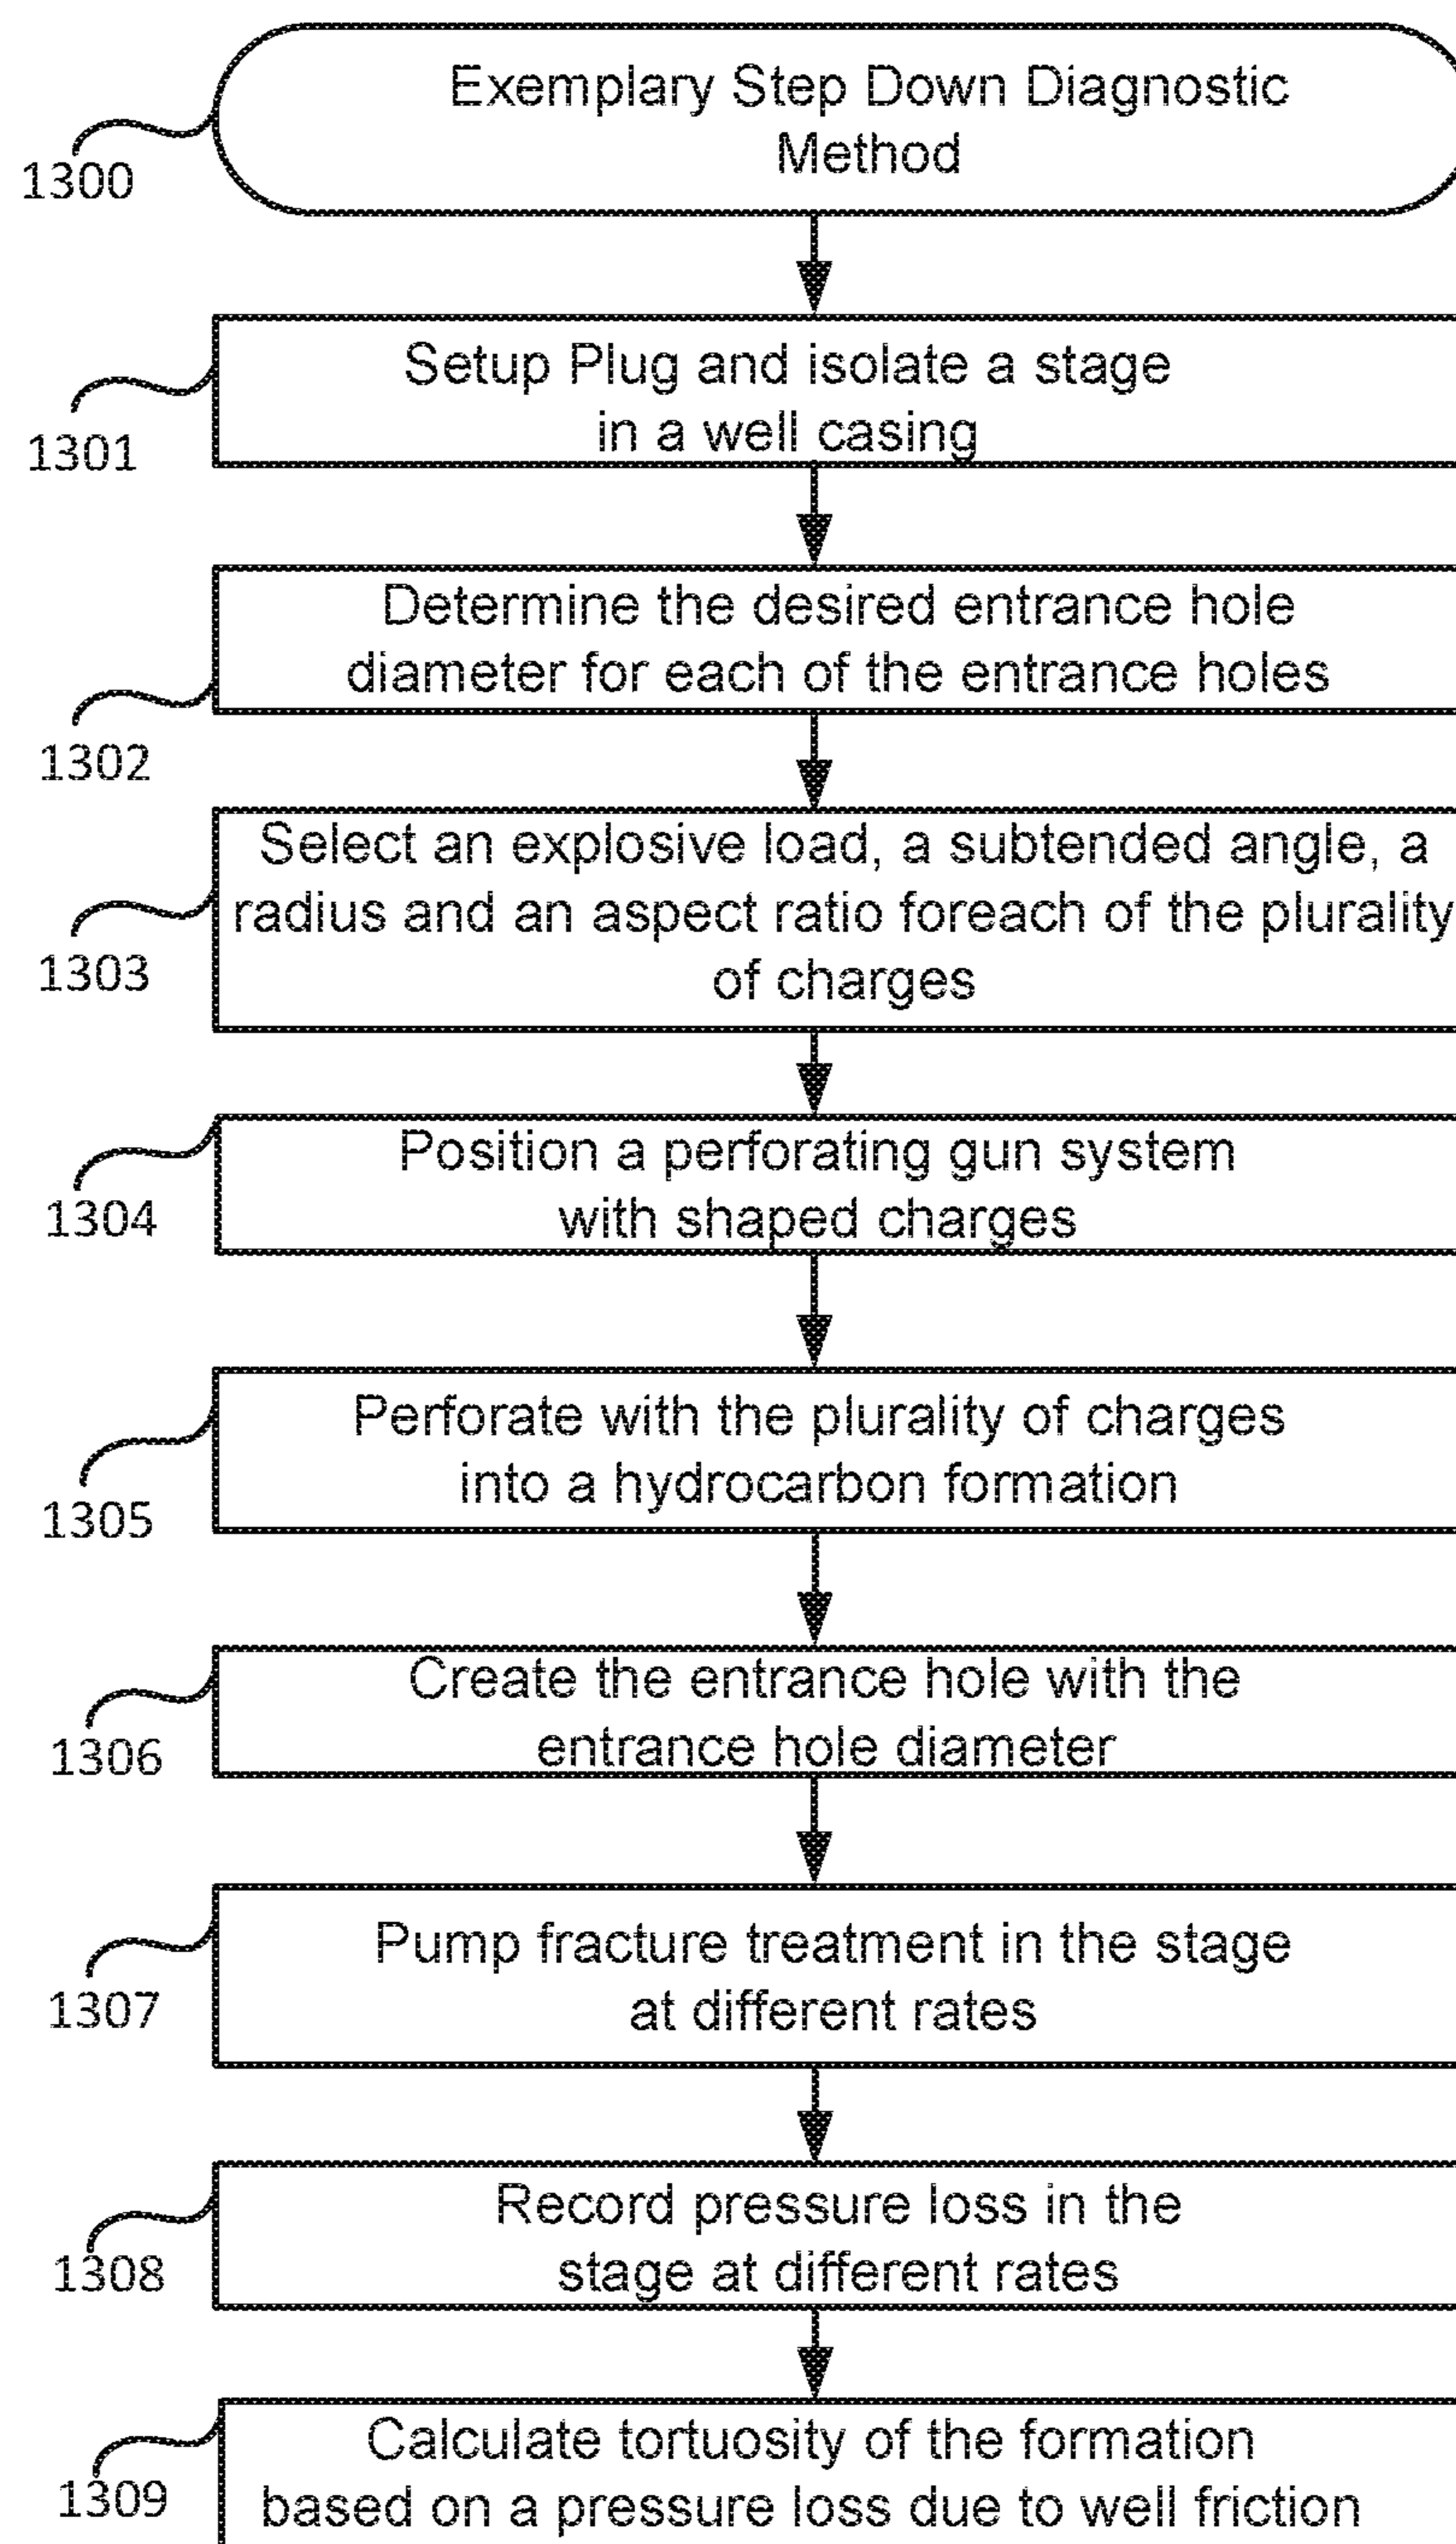 Exemplary Step Down Diagnostic
Method
1300
Setup Plug and isolate a stage
in a well casing
1301
Determine the desired entrance hole
diameter for each of the entrance holes
1302
Select an explosive load, a subtended angle, a
radius and an aspect ratio foreach of the plurality
of charges
1303
Position a perforating gun system
with shaped charges
1304
Perforate with the plurality of charges
into a hydrocarbon formation
1305
Create the entrance hole with the
entrance hole diameter
1306
Pump fracture treatment in the stage
at different rates
1307
Record pressure loss in the
stage at different rates
1308
Calculate tortuosity of the formation
based on a pressure loss due to well friction
1309